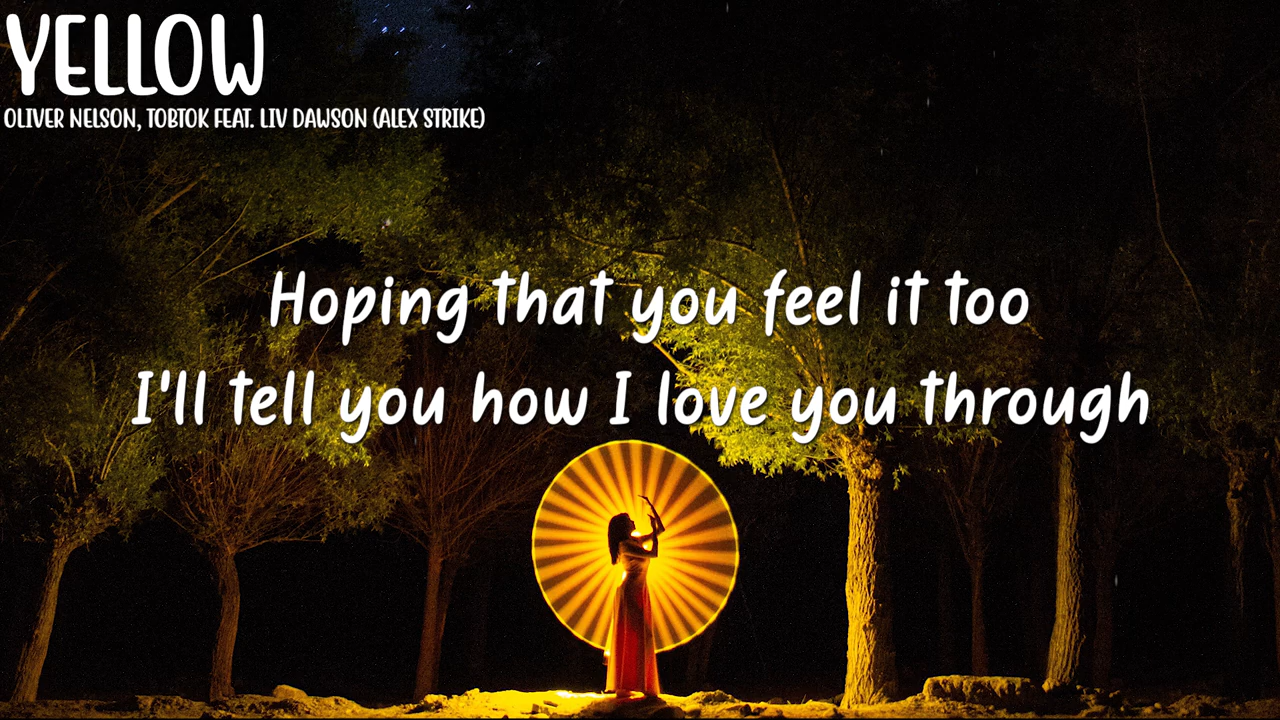 YELLOW
OLIVER NELSON, TOBTOK FEAT. LIV DAWSON (ALEX STRIKE)
Hoping that you feel it too
I'll tell you how I love you through